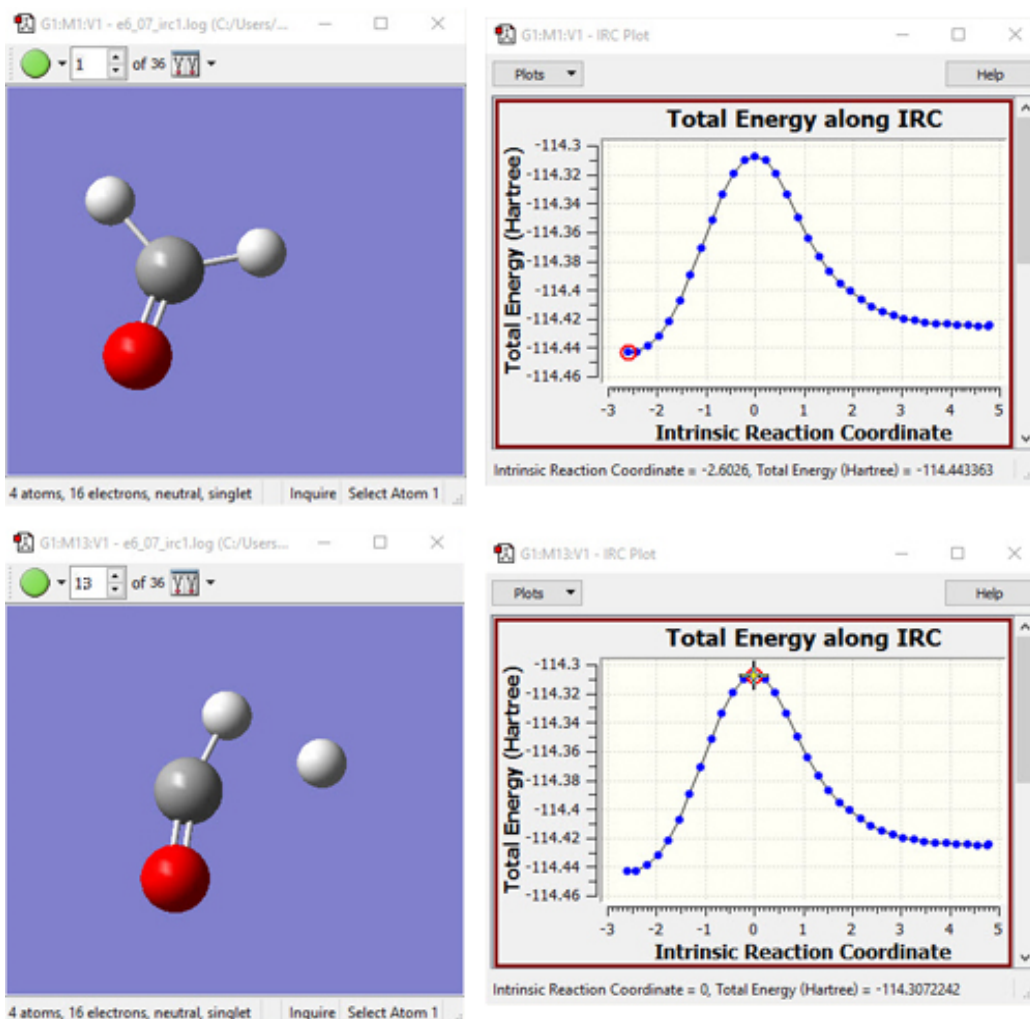 G1:M1:V1 - e6_07_irc1.log (C:/Users/...
1 of 36
4 atoms, 16 electrons, neutral, singlet Inquire Select Atom 1
G1:M1:V1 - IRC Plot
Plots Help
Total Energy along IRC
Total Energy (Hartree)
-114.3
-114.32
-114.34
-114.36
-114.38
-114.4
-114.42
-114.44
-114.46
-3 -2 -1 0 1 2 3 4 5
Intrinsic Reaction Coordinate
Intrinsic Reaction Coordinate = -2.6026, Total Energy (Hartree) = -114.443363
G1:M13:V1 - e6_07_irc1.log (C:/Users...
13 of 36
4 atoms, 16 electrons, neutral, singlet Inquire Select Atom 1
G1:M13:V1 - IRC Plot
Plots Help
Total Energy along IRC
Total Energy (Hartree)
-114.3
-114.32
-114.34
-114.36
-114.38
-114.4
-114.42
-114.44
-114.46
-3 -2 -1 0 1 2 3 4 5
Intrinsic Reaction Coordinate
Intrinsic Reaction Coordinate = 0, Total Energy (Hartree) = -114.3072242